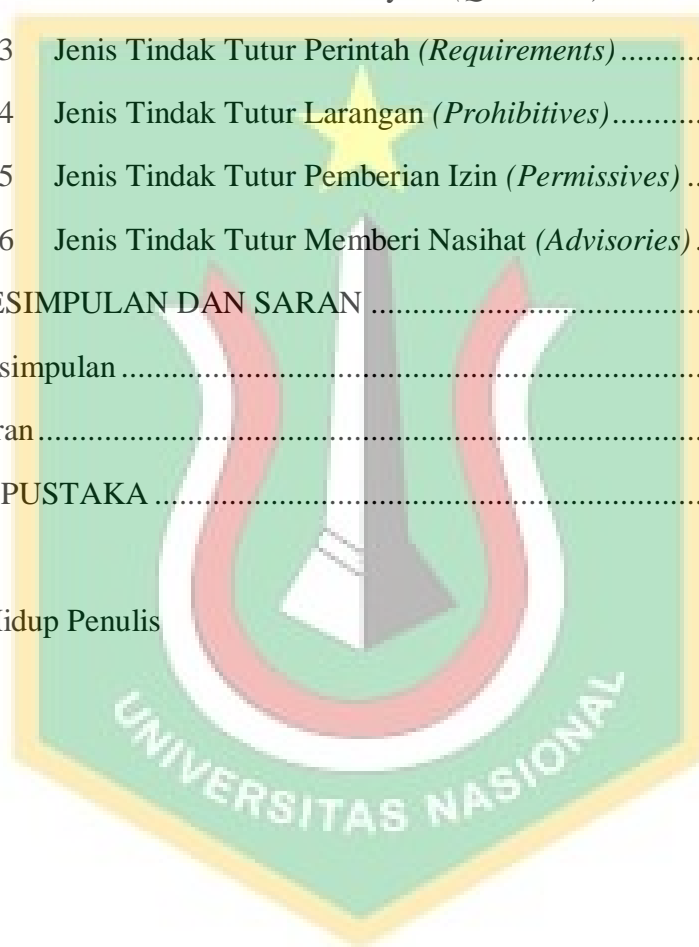 3 Jenis Tindak Tutur Perintah (Requirements) ..........
4 Jenis Tindak Tutur Larangan (Prohibitives)...........
5 Jenis Tindak Tutur Pemberian Izin (Permissives) ..
6 Jenis Tindak Tutur Memberi Nasihat (Advisories) .
ESIMPULAN DAN SARAN ..........................................
simpulan ..........................................................................
ran....................................................................................
PUSTAKA .....................................................................
Hidup Penulis
UNIVERSITAS NASIONAL